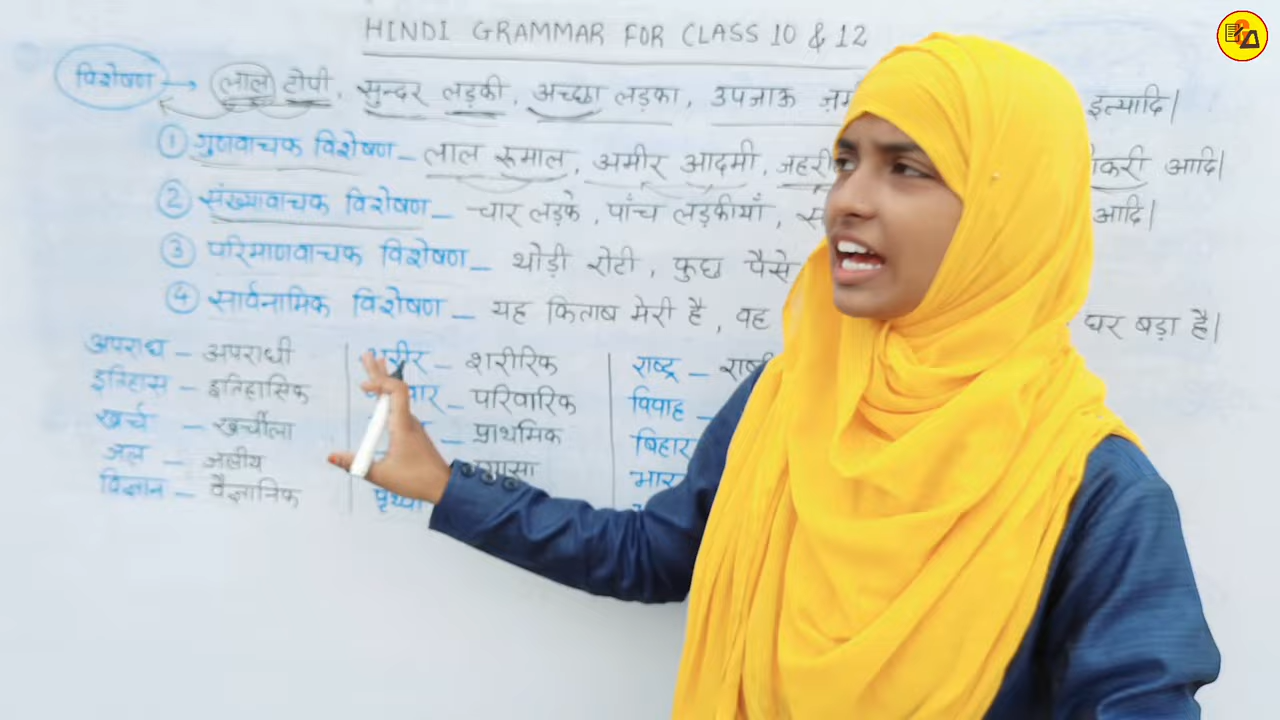 HINDI GRAMMAR FOR CLASS 10 & 12
विशेषण → लाल टोपी, सुन्दर लड़की, अच्छा लड़का, उपजाऊ इत्यादि।
① गुणवाचक विशेषण – लाल रूमाल, अमीर आदमी, आदि।
② संख्यावाचक विशेषण – चार लड़के, पाँच लड़कीयाँ, आदि।
③ परिमाणवाचक विशेषण – थोड़ी रोटी, कुछ पैसे
④ सार्वनामिक विशेषण – यह किताब मेरी है, वह घर बड़ा है।
अपराध – अपराधी
इतिहास – इतिहासिक
खर्च – खर्चीला
जल – जलीय
विज्ञान – वैज्ञानिक
शरीर – शरीरिक
– परिवारिक
– प्राथमिक
राष्ट्र –
विवाह –
बिहार